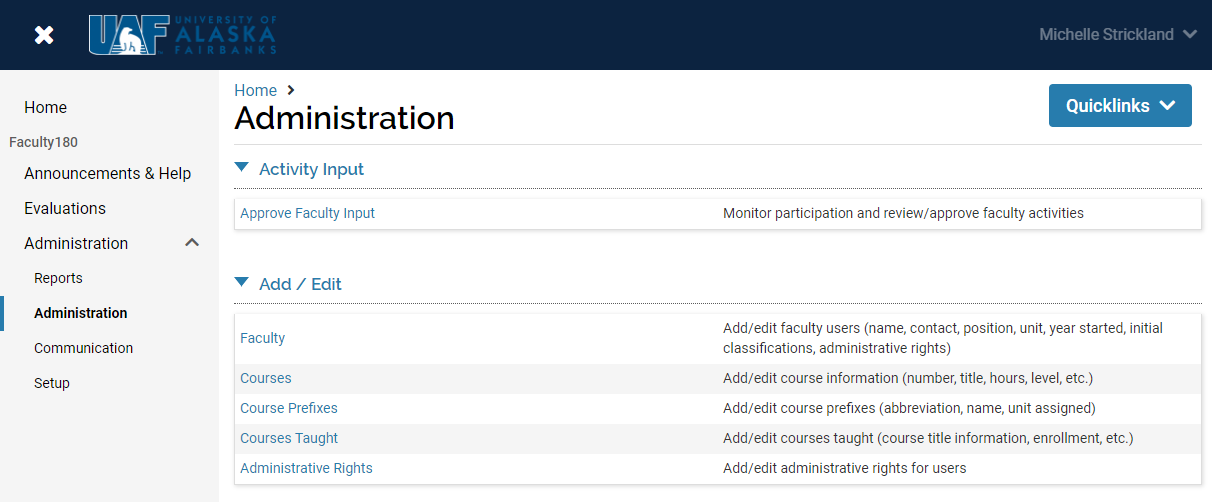 UAF UNIVERSITY OF
ALASKA
FAIRBANKS
Michelle Strickland
Home
Faculty180
Announcements & Help
Evaluations
Administration
Reports
Administration
Communication
Setup
Home
Administration
Quicklinks
Activity Input
Approve Faculty Input Monitor participation and review/approve faculty activities
Add / Edit
Faculty Add/edit faculty users (name, contact, position, unit, year started, initial
classifications, administrative rights)
Courses Add/edit course information (number, title, hours, level, etc.)
Course Prefixes Add/edit course prefixes (abbreviation, name, unit assigned)
Courses Taught Add/edit courses taught (course title information, enrollment, etc.)
Administrative Rights Add/edit administrative rights for users